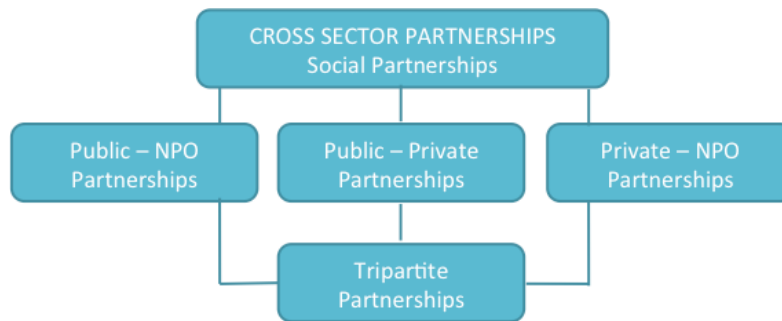 CROSS SECTOR PARTNERSHIPS
Social Partnerships
Public – NPO
Partnerships
Public – Private
Partnerships
Private – NPO
Partnerships
Tripartite
Partnerships